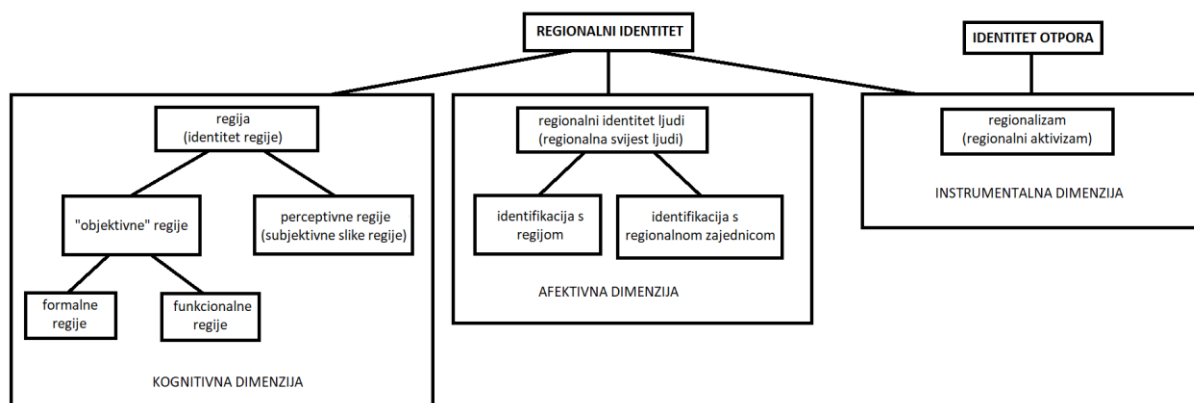 REGIONALNI IDENTITET
IDENTITET OTPORA
regija
(identitet regije)
"objektivne" regije
perceptivne regije
(subjektivne slike regije)
formalne
regije
funkcionalne
regije
KOGNITIVNA DIMENZIJA
regionalni identitet ljudi
(regionalna svijest ljudi)
identifikacija s
regijom
identifikacija s
regionalnom zajednicom
AFEKTIVNA DIMENZIJA
regionalizam
(regionalni aktivizam)
INSTRUMENTALNA DIMENZIJA